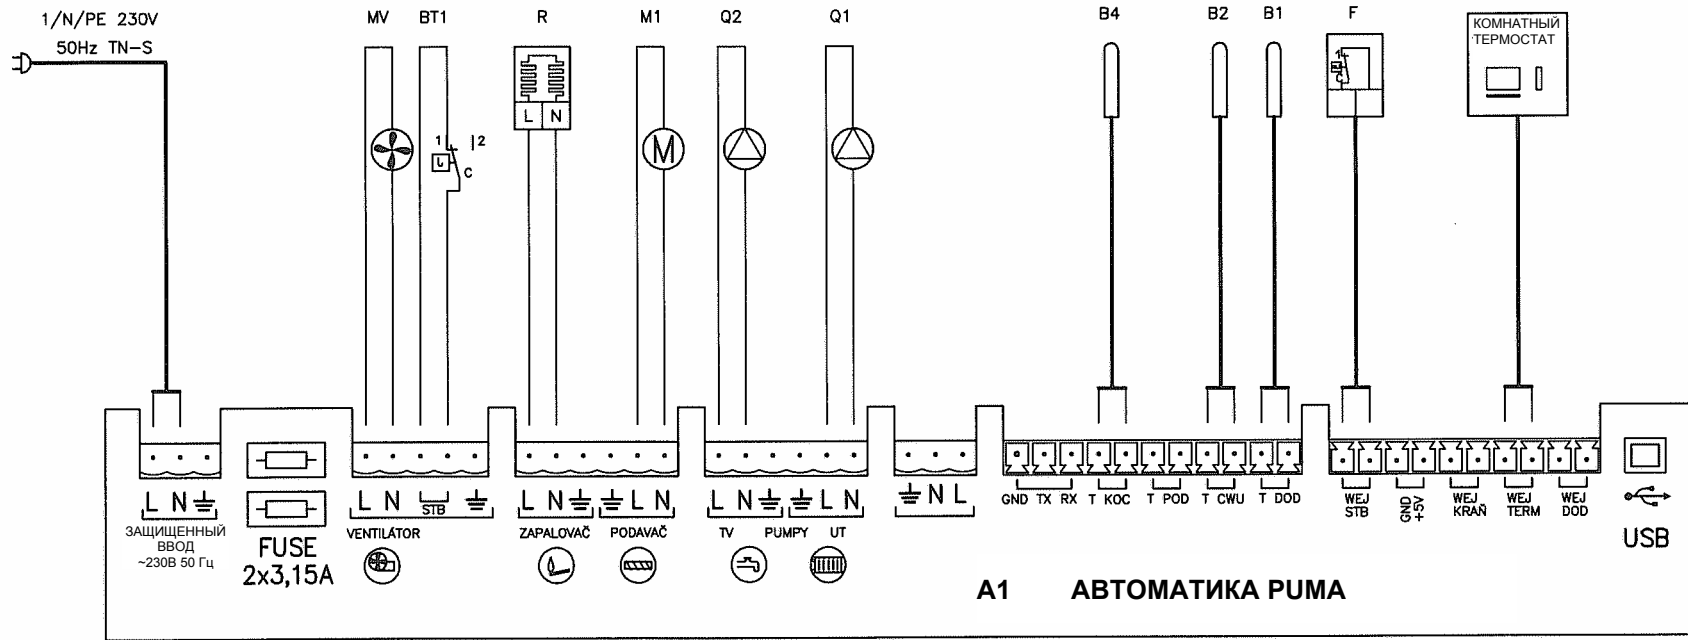 1/N/PE 230V
50Hz TN-S
MV BT1 R M1 Q2 Q1 B4 B2 B1 F
КОМНАТНЫЙ
ТЕРМОСТАТ
L N
M
1 2
C
L N
L N
STB
L N
L N
L N
L N
N L
GND TX RX T KOC T POD T CWU T DOD
WEJ
STB
GND
+5V
WEJ
KRAŃ
WEJ
TERM
WEJ
DOD
ЗАЩИЩЕННЫЙ
ВВОД
~230В 50 Гц
FUSE
2x3,15A
VENTILÁTOR
ZAPALOVAČ
PODAVAČ
TV PUMPY UT
USB
A1 АВТОМАТИКА PUMA